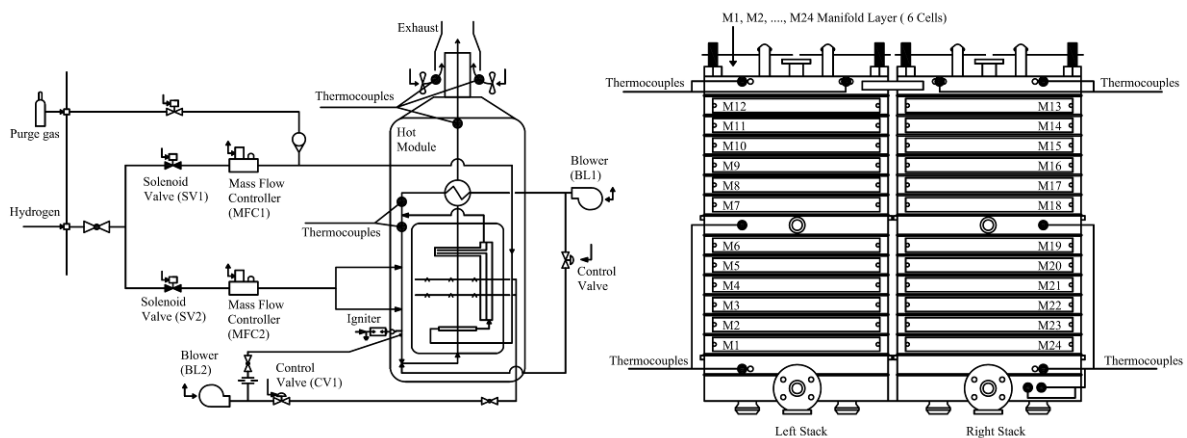 Exhaust
Thermocouples
Purge gas
Hot
Module
Blower
(BL1)
Solenoid
Valve (SV1)
Mass Flow
Controller
(MFC1)
Hydrogen
Thermocouples
Control
Valve
Solenoid
Valve (SV2)
Mass Flow
Controller
(MFC2)
Igniter
Blower
(BL2)
Control
Valve (CV1)
M1, M2, ...., M24 Manifold Layer ( 6 Cells)
Thermocouples
Thermocouples
M12
M13
M11
M14
M10
M15
M9
M16
M8
M17
M7
M18
M6
M19
M5
M20
M4
M21
M3
M22
M2
M23
M1
M24
Thermocouples
Thermocouples
Left Stack
Right Stack